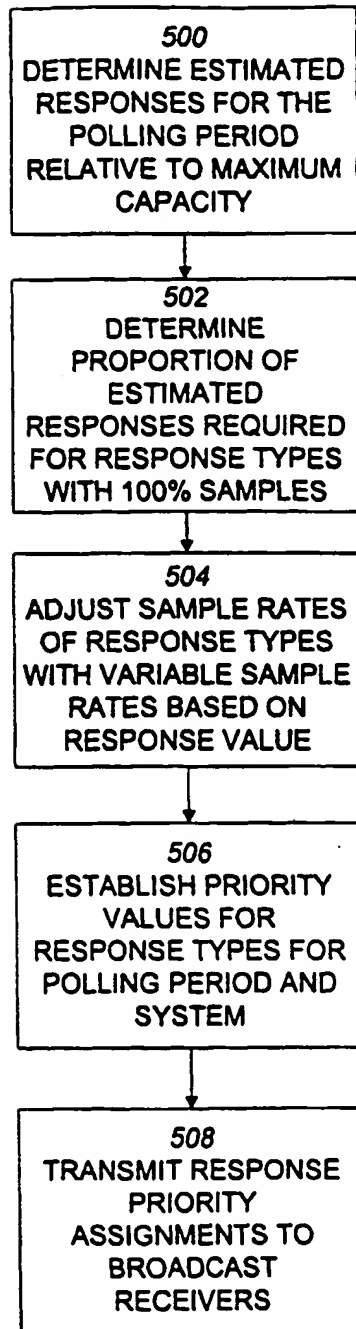 500
DETERMINE ESTIMATED
RESPONSES FOR THE
POLLING PERIOD
RELATIVE TO MAXIMUM
CAPACITY
502
DETERMINE
PROPORTION OF
ESTIMATED
RESPONSES REQUIRED
FOR RESPONSE TYPES
WITH 100% SAMPLES
504
ADJUST SAMPLE RATES
OF RESPONSE TYPES
WITH VARIABLE SAMPLE
RATES BASED ON
RESPONSE VALUE
506
ESTABLISH PRIORITY
VALUES FOR
RESPONSE TYPES FOR
POLLING PERIOD AND
SYSTEM
508
TRANSMIT RESPONSE
PRIORITY
ASSIGNMENTS TO
BROADCAST
RECEIVERS